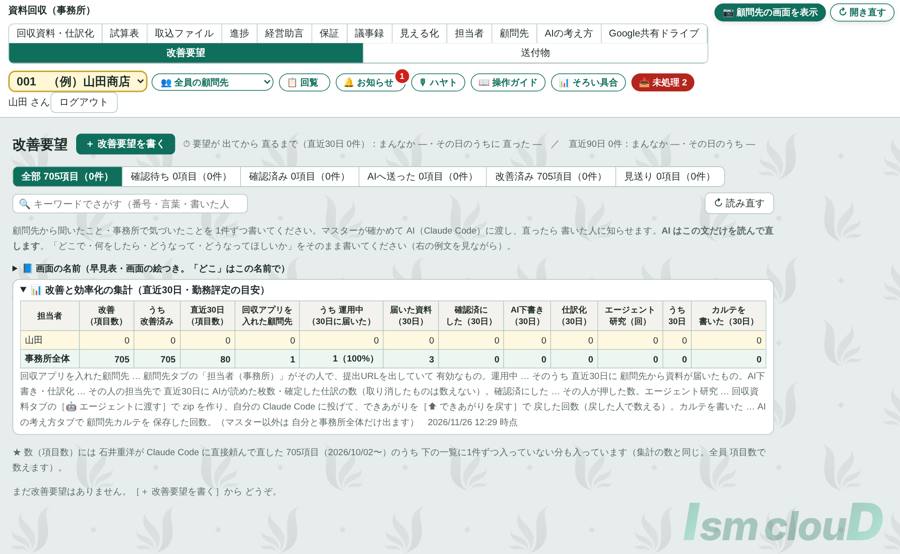 資料回収（事務所）
📷 顧問先の画面を表示
↻ 開き直す
回収資料・仕訳化 試算表 取込ファイル 進捗 経営助言 保証 議事録 見える化 担当者 顧問先 AIの考え方 Google共有ドライブ
改善要望 送付物
001 （例）山田商店
👥 全員の顧問先
📋 回覧
🔔 お知らせ 1
🎙 ハヤト
📖 操作ガイド
📊 そろい具合
📥 未処理 2
山田 さん ログアウト
改善要望 ＋ 改善要望を書く ⏱ 要望が 出てから 直るまで（直近30日 0件）：まんなか —・その日のうちに 直った — ／ 直近90日 0件：まんなか —・その日のうち —
全部 705項目（0件） 確認待ち 0項目（0件） 確認済み 0項目（0件） AIへ送った 0項目（0件） 改善済み 705項目（0件） 見送り 0項目（0件）
🔍 キーワードでさがす（番号・言葉・書いた人 ↻ 読み直す
顧問先から聞いたこと・事務所で気づいたことを 1件ずつ書いてください。マスターが確かめて AI（Claude Code）に渡し、直ったら 書いた人に知らせます。AI はこの文だけを読んで直
します。「どこで・何をしたら・どうなって・どうなってほしいか」をそのまま書いてください（右の例文を見ながら）。
▶ 📘 画面の名前（早見表・画面の絵つき。「どこ」はこの名前で）
▼ 📊 改善と効率化の集計（直近30日・勤務評定の目安）
担当者 改善（項目数） うち改善済み 直近30日（項目数） 回収アプリを入れた顧問先 うち 運用中（30日に届いた） 届いた資料（30日） 確認済にした（30日） AI下書き（30日） 仕訳化（30日） エージェント研究（回） うち30日 カルテを書いた（30日）
山田 0 0 0 0 0 0 0 0 0 0 0 0
事務所全体 705 705 80 1 1（100%） 3 0 0 0 0 0 0
回収アプリを入れた顧問先 … 顧問先タブの「担当者（事務所）」がその人で、提出URLを出していて 有効なもの。運用中 … そのうち 直近30日に 顧問先から資料が届いたもの。AI下
書き・仕訳化 … その人の担当先で 直近30日に AIが読めた枚数・確定した仕訳の数（取り消したものは数えない）。確認済にした … その人が押した数。エージェント研究 … 回収資
料タブの［🤖 エージェントに渡す］で zip を作り、自分の Claude Code に投げて、できあがりを［⬆ できあがりを戻す］で 戻した回数（戻した人で数える）。カルテを書いた … AI
の考え方タブで 顧問先カルテを 保存した回数。（マスター以外は 自分と事務所全体だけ出ます） 2026/11/26 12:29 時点
★ 数（項目数）には 石井重洋が Claude Code に直接頼んで直した 705項目（2026/10/02〜）のうち 下の一覧に1件ずつ入っていない分も入っています（集計の数と同じ。全員 項目数で
数えます）。
まだ改善要望はありません。［＋ 改善要望を書く］から どうぞ。
Ism clouD